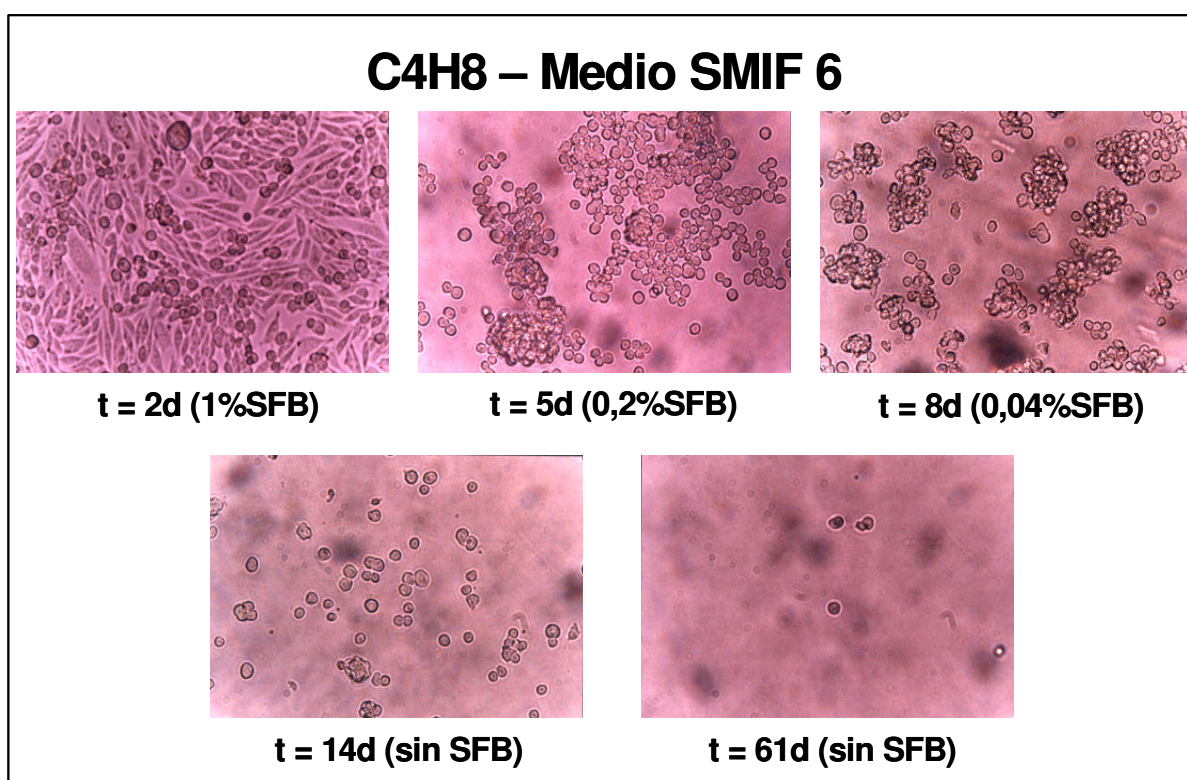 C4H8 – Medio SMIF 6
t = 2d (1%SFB)
t = 5d (0,2%SFB)
t = 8d (0,04%SFB)
t = 14d (sin SFB)
t = 61d (sin SFB)